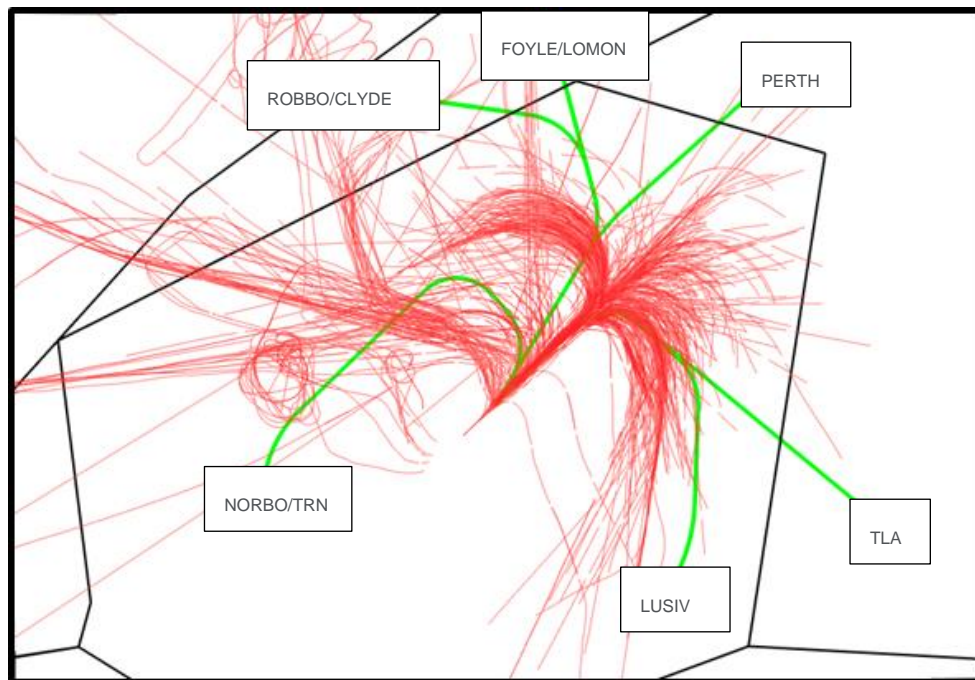 FOYLE/LOMON
PERTH
ROBBO/CLYDE
NORBO/TRN
TLA
LUSIV